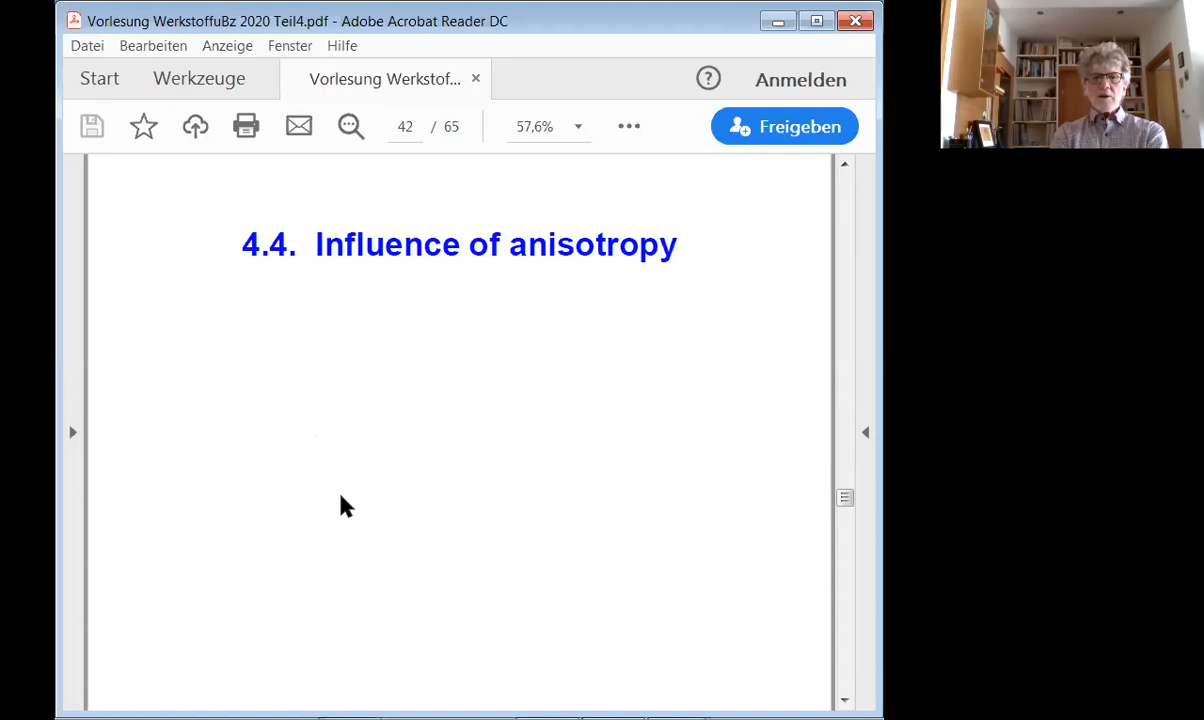 Vorlesung WerkstoffuBz 2020 Teil4.pdf - Adobe Acrobat Reader DC
Datei Bearbeiten Anzeige Fenster Hilfe
Start Werkzeuge Vorlesung Werkstof... × ? Anmelden
42 / 65 57,6% Freigeben
4.4. Influence of anisotropy